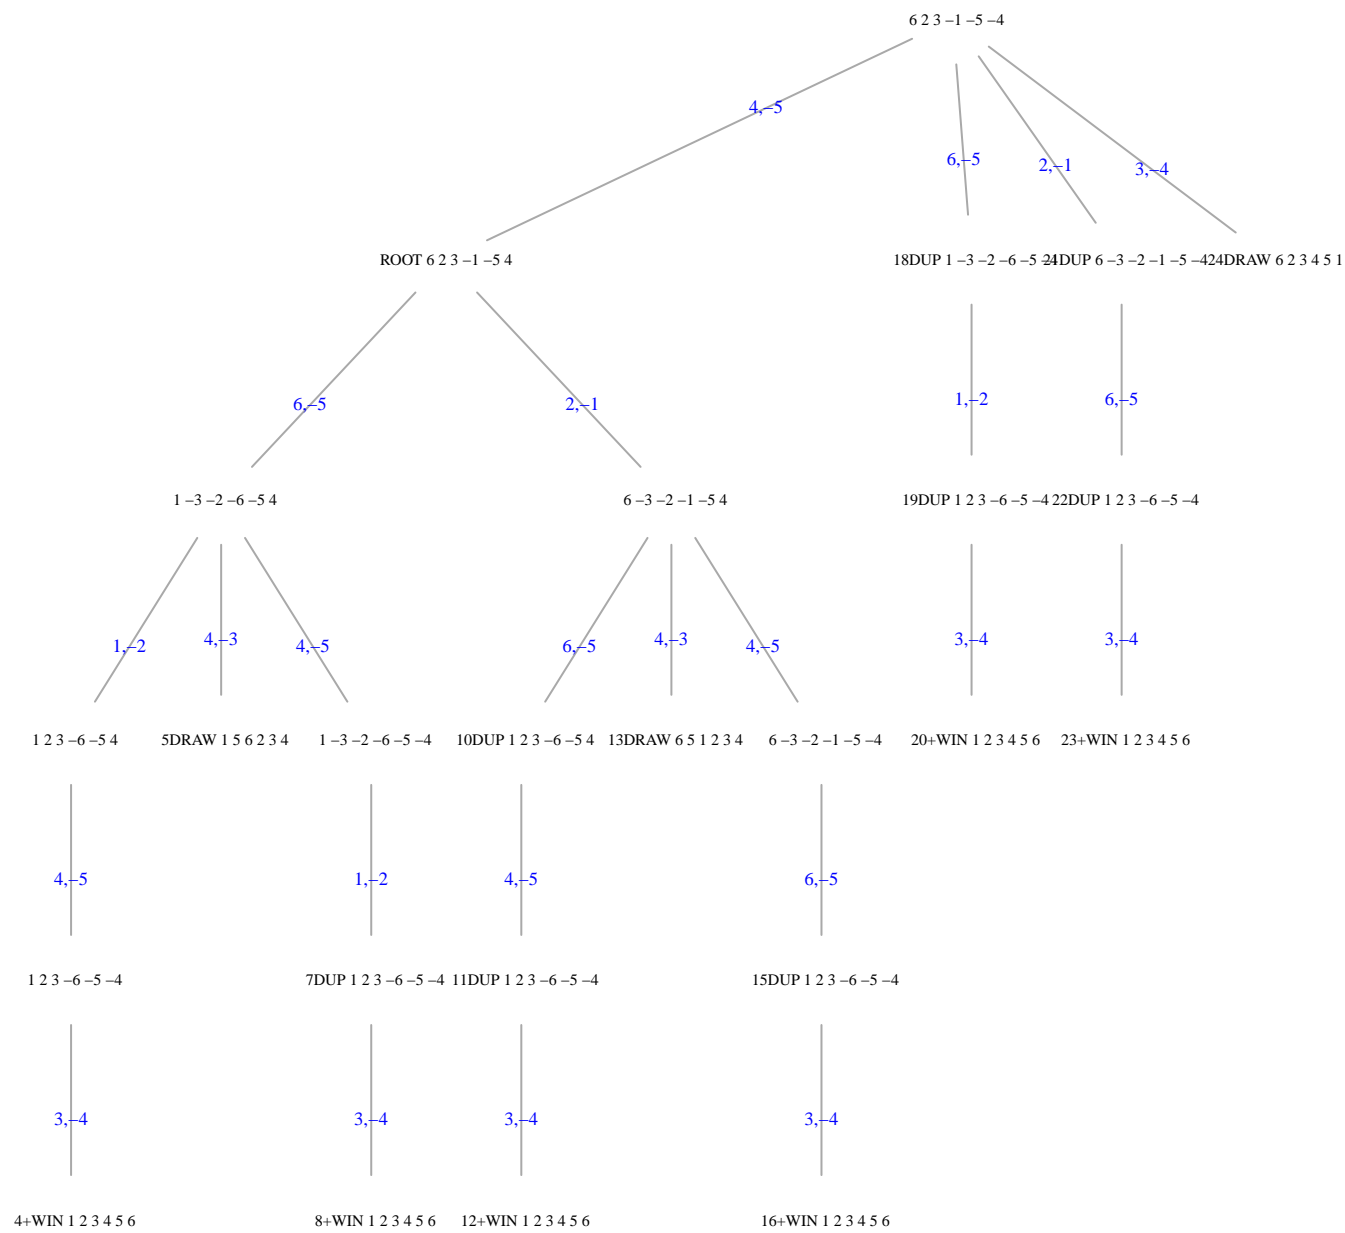 6 2 3 –1 –5 –4
4,–5
6,–5
2,–1
3,–4
ROOT 6 2 3 –1 –5 4
18DUP 1 –3 –2 –6 –5 –4
21DUP 6 –3 –2 –1 –5 –4
24DRAW 6 2 3 4 5 1
6,–5
2,–1
1,–2
6,–5
1 –3 –2 –6 –5 4
6 –3 –2 –1 –5 4
19DUP 1 2 3 –6 –5 –4
22DUP 1 2 3 –6 –5 –4
1,–2
4,–3
4,–5
6,–5
4,–3
4,–5
3,–4
3,–4
1 2 3 –6 –5 4
5DRAW 1 5 6 2 3 4
1 –3 –2 –6 –5 –4
10DUP 1 2 3 –6 –5 4
13DRAW 6 5 1 2 3 4
6 –3 –2 –1 –5 –4
20+WIN 1 2 3 4 5 6
23+WIN 1 2 3 4 5 6
4,–5
1,–2
4,–5
6,–5
1 2 3 –6 –5 –4
7DUP 1 2 3 –6 –5 –4
11DUP 1 2 3 –6 –5 –4
15DUP 1 2 3 –6 –5 –4
3,–4
3,–4
3,–4
3,–4
4+WIN 1 2 3 4 5 6
8+WIN 1 2 3 4 5 6
12+WIN 1 2 3 4 5 6
16+WIN 1 2 3 4 5 6